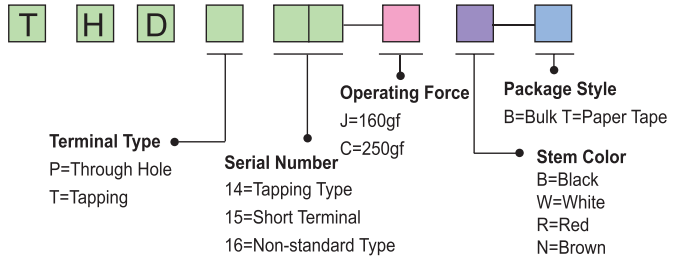 T H D
Operating Force
J=160gf
C=250gf
Package Style
B=Bulk T=Paper Tape
Terminal Type
P=Through Hole
T=Tapping
Serial Number
14=Tapping Type
15=Short Terminal
16=Non-standard Type
Stem Color
B=Black
W=White
R=Red
N=Brown